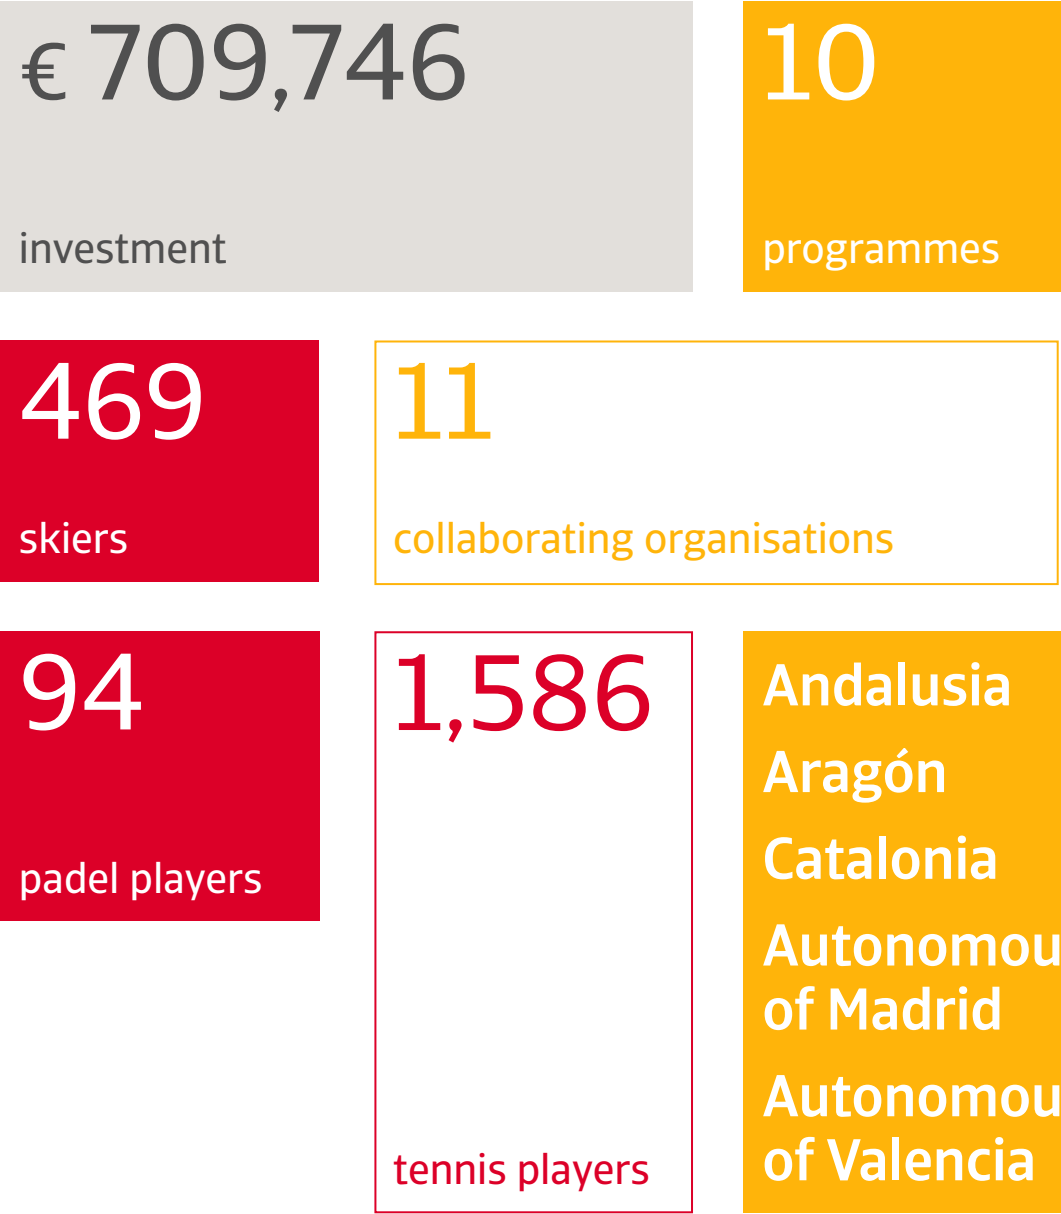 € 709,746
investment
10
programmes
469
skiers
11
collaborating organisations
94
padel players
1,586
tennis players
Andalusia
Aragón
Catalonia
Autonomou
of Madrid
Autonomou
of Valencia